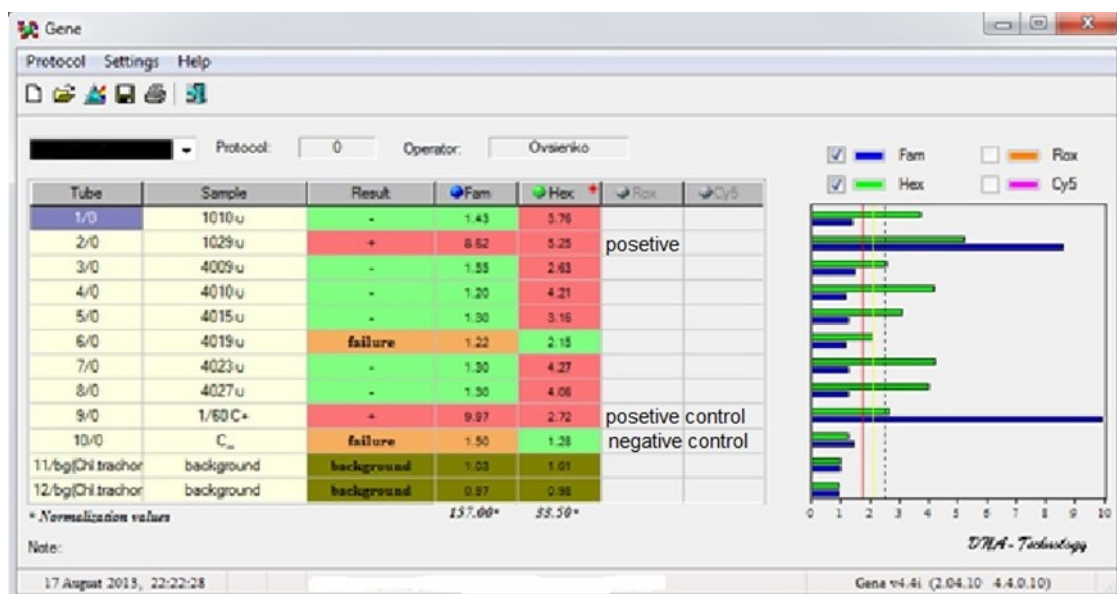 Gene
Protocol Settings Help
Protocol: 0 Operator: Ovsienko
Fam Rox
Hex Cy5
Tube Sample Result Fam Hex * Rox Cy5
1/0 1010u - 1.43 3.76
2/0 1029u + 8.62 5.25 posetive
3/0 4009u - 1.55 2.63
4/0 4010u - 1.20 4.21
5/0 4015u - 1.30 3.16
6/0 4019u failure 1.22 2.15
7/0 4023u - 1.30 4.27
8/0 4027u - 1.30 4.06
9/0 1/60 C+ + 9.97 2.72 posetive control
10/0 C_ failure 1.50 1.28 negative control
11/bg(Chl.trachor background background 1.03 1.01
12/bg(Chl.trachor background background 0.97 0.98
0 1 2 3 4 5 6 7 8 9 10
* Normalization values 157.00* 33.50*
Note: DNA-Technology
17 August 2013, 22:22:28 Gene v4.4i (2.04.10 4.4.0.10)